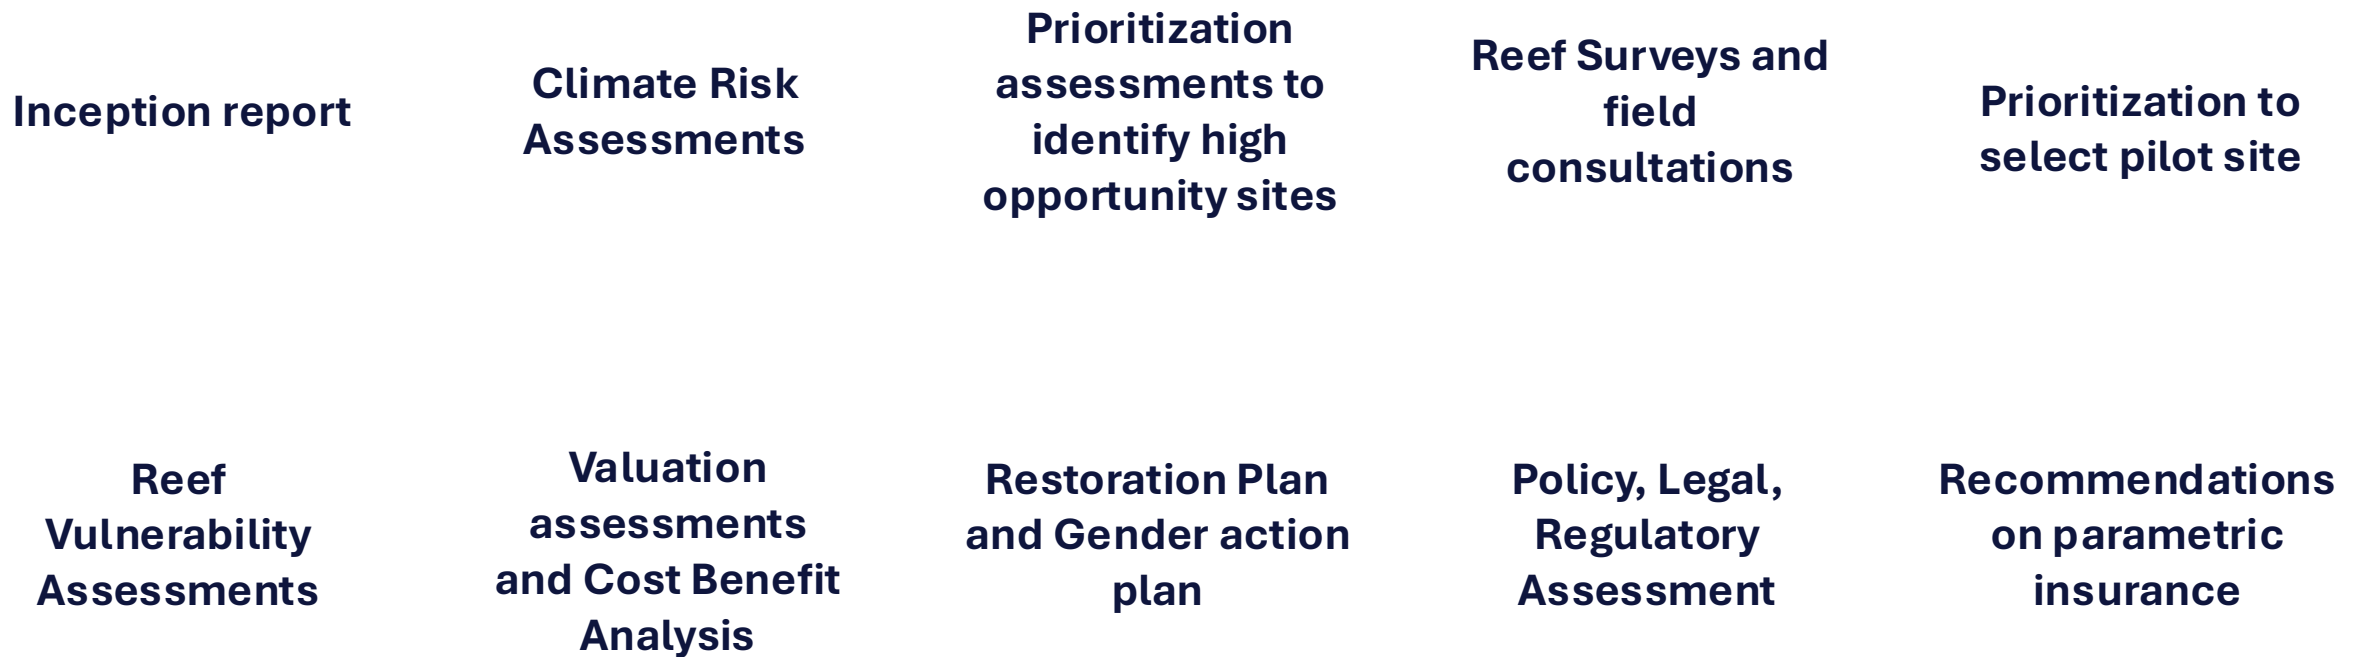 Inception report
Climate Risk
Assessments
Prioritization
assessments to
identify high
opportunity sites
Reef Surveys and
field
consultations
Prioritization to
select pilot site
Reef
Vulnerability
Assessments
Valuation
assessments
and Cost Benefit
Analysis
Restoration Plan
and Gender action
plan
Policy, Legal,
Regulatory
Assessment
Recommendations
on parametric
insurance